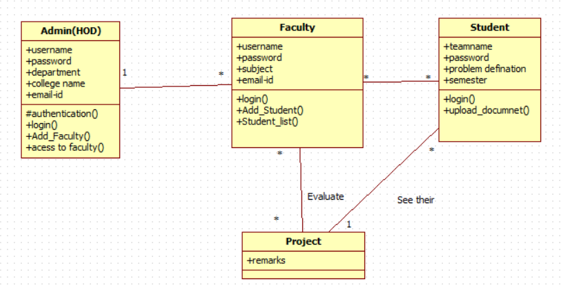 Admin(HOD)
+username
+password
+department
+college name
+email-id
#authentication()
+login()
+Add_Faculty()
+acess to faculty()
1
*
Faculty
+username
+password
+subject
+email-id
+login()
+Add_Student()
+Student_list()
*
*
Student
+teamname
+password
+problem defination
+semester
+login()
+upload_documnet()
*
Evaluate
*
*
See their
1
Project
+remarks